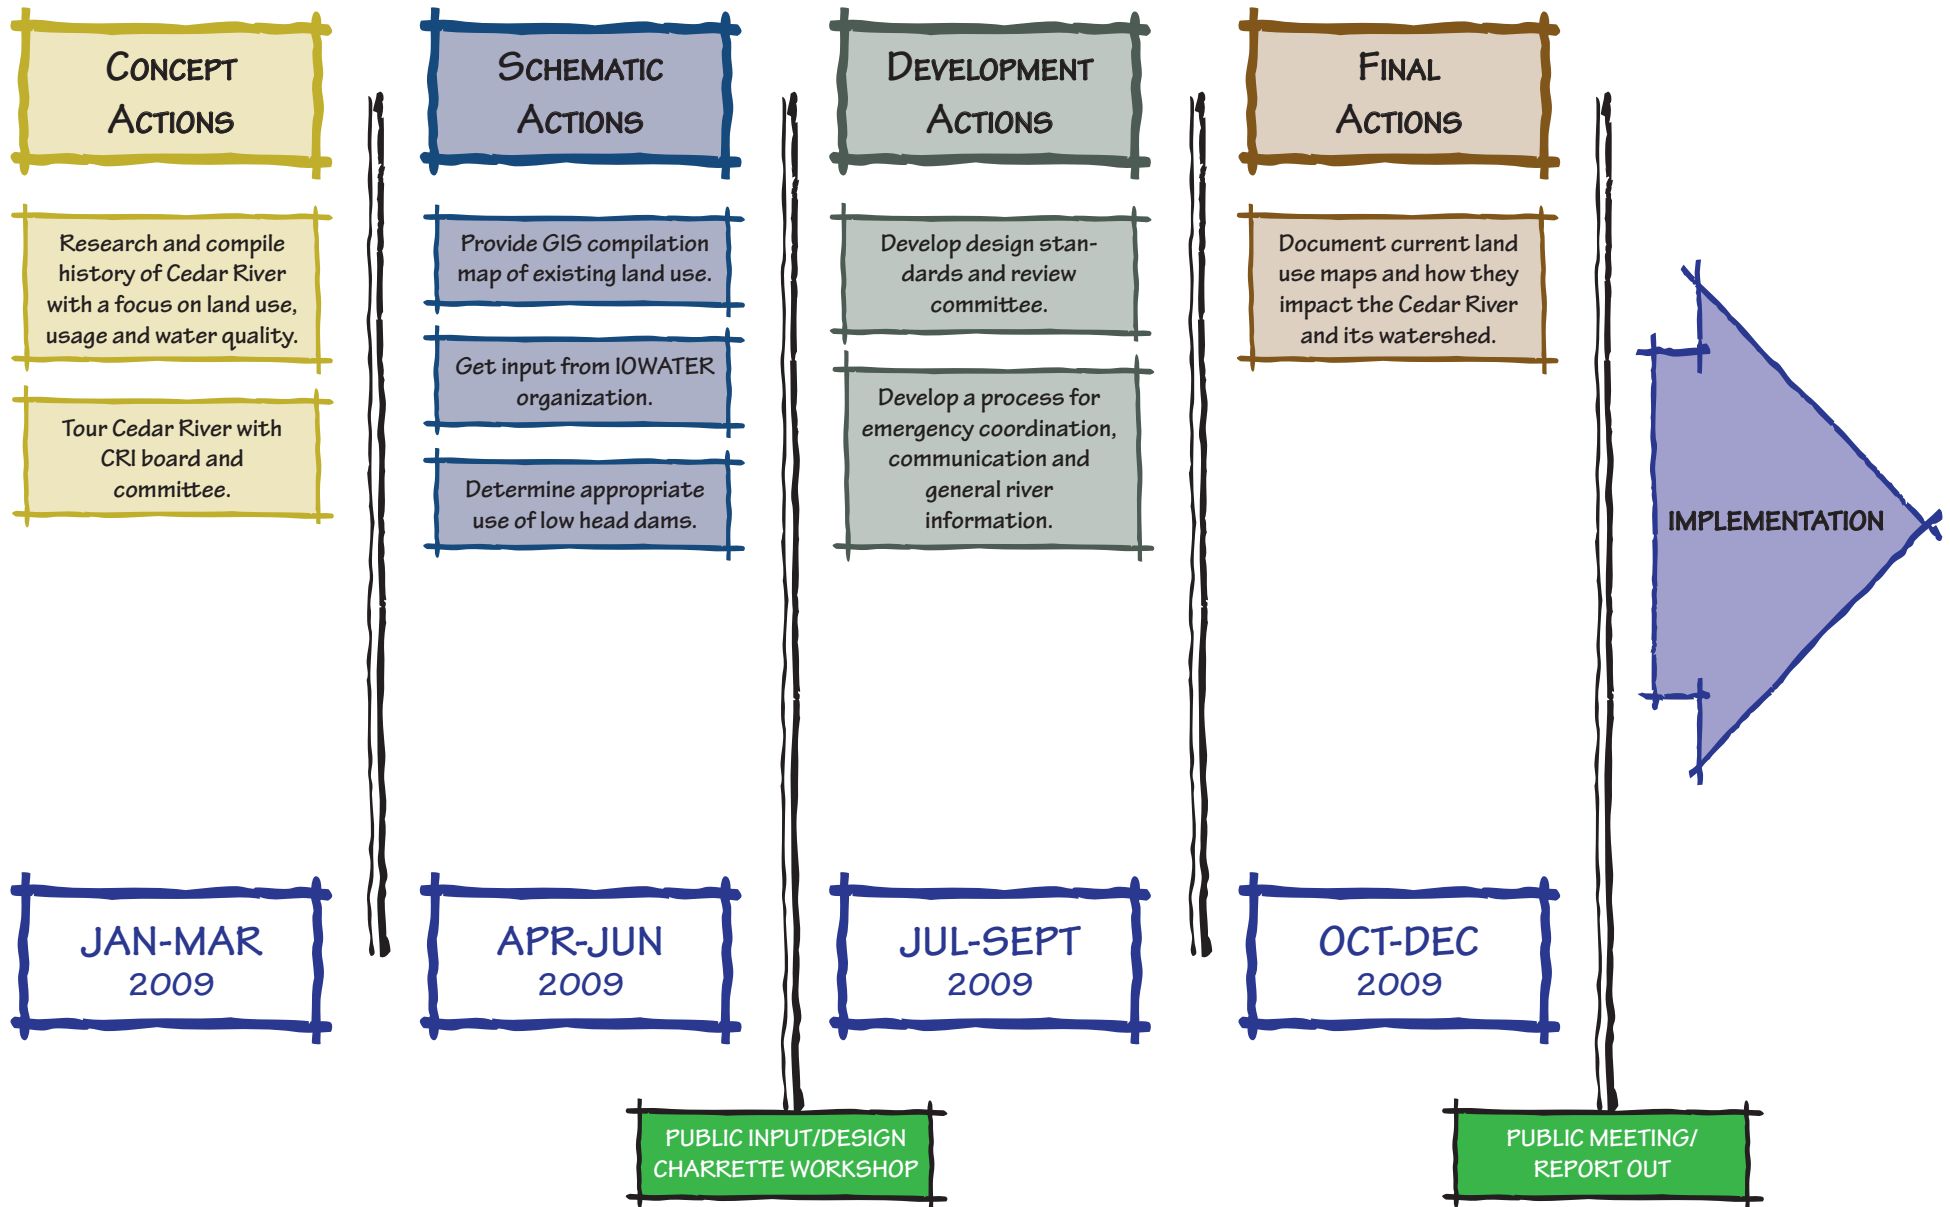 CONCEPT
ACTIONS
Research and compile
history of Cedar River
with a focus on land use,
usage and water quality.
Tour Cedar River with
CRI board and
committee.
JAN-MAR
2009
SCHEMATIC
ACTIONS
Provide GIS compilation
map of existing land use.
Get input from IOWATER
organization.
Determine appropriate
use of low head dams.
APR-JUN
2009
PUBLIC INPUT/DESIGN
CHARRETTE WORKSHOP
DEVELOPMENT
ACTIONS
Develop design stan-
dards and review
committee.
Develop a process for
emergency coordination,
communication and
general river
information.
JUL-SEPT
2009
FINAL
ACTIONS
Document current land
use maps and how they
impact the Cedar River
and its watershed.
OCT-DEC
2009
PUBLIC MEETING/
REPORT OUT
IMPLEMENTATION